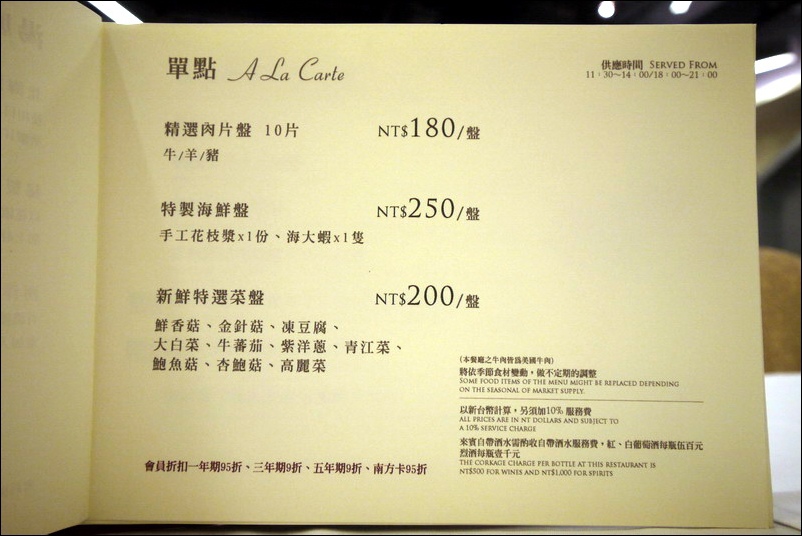 單點 A La Carte
供應時間 SERVED FROM
11：30～14：00/18：00～21：00
精選肉片盤 10片 NT$180/盤
牛/羊/豬
特製海鮮盤 NT$250/盤
手工花枝漿x1份、海大蝦x1隻
新鮮特選菜盤 NT$200/盤
鮮香菇、金針菇、凍豆腐、
大白菜、牛蕃茄、紫洋蔥、青江菜、
鮑魚菇、杏鮑菇、高麗菜
(本餐廳之牛肉皆為美國牛肉)
將依季節食材變動，做不定期的調整
SOME FOOD ITEMS OF THE MENU MIGHT BE REPLACED DEPENDING
ON THE SEASONAL OF MARKET SUPPLY.
以新台幣計算，另須加10% 服務費
ALL PRICES ARE IN NT DOLLARS AND SUBJECT TO
A 10% SERVICE CHARGE
來賓自帶酒水需酌收自帶酒水服務費，紅、白葡萄酒每瓶伍百元
烈酒每瓶壹千元
THE CORKAGE CHARGE PER BOTTLE AT THIS RESTAURANT IS
NT$500 FOR WINES AND NT$1,000 FOR SPIRITS
會員折扣一年期95折、三年期9折、五年期9折、南方卡95折